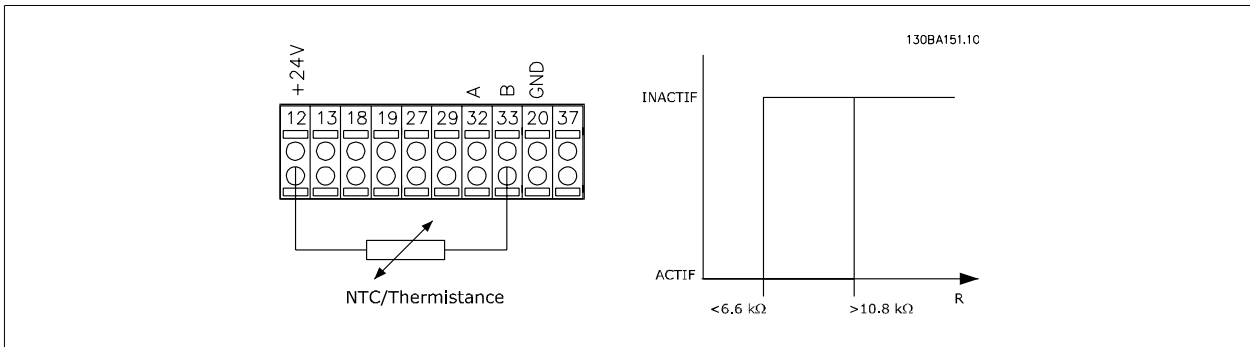 130BA151.10
+24V
A
B
GND
12 13 18 19 27 29 32 33 20 37
NTC/Thermistance
INACTIF
ACTIF
<6.6 kΩ
>10.8 kΩ
R